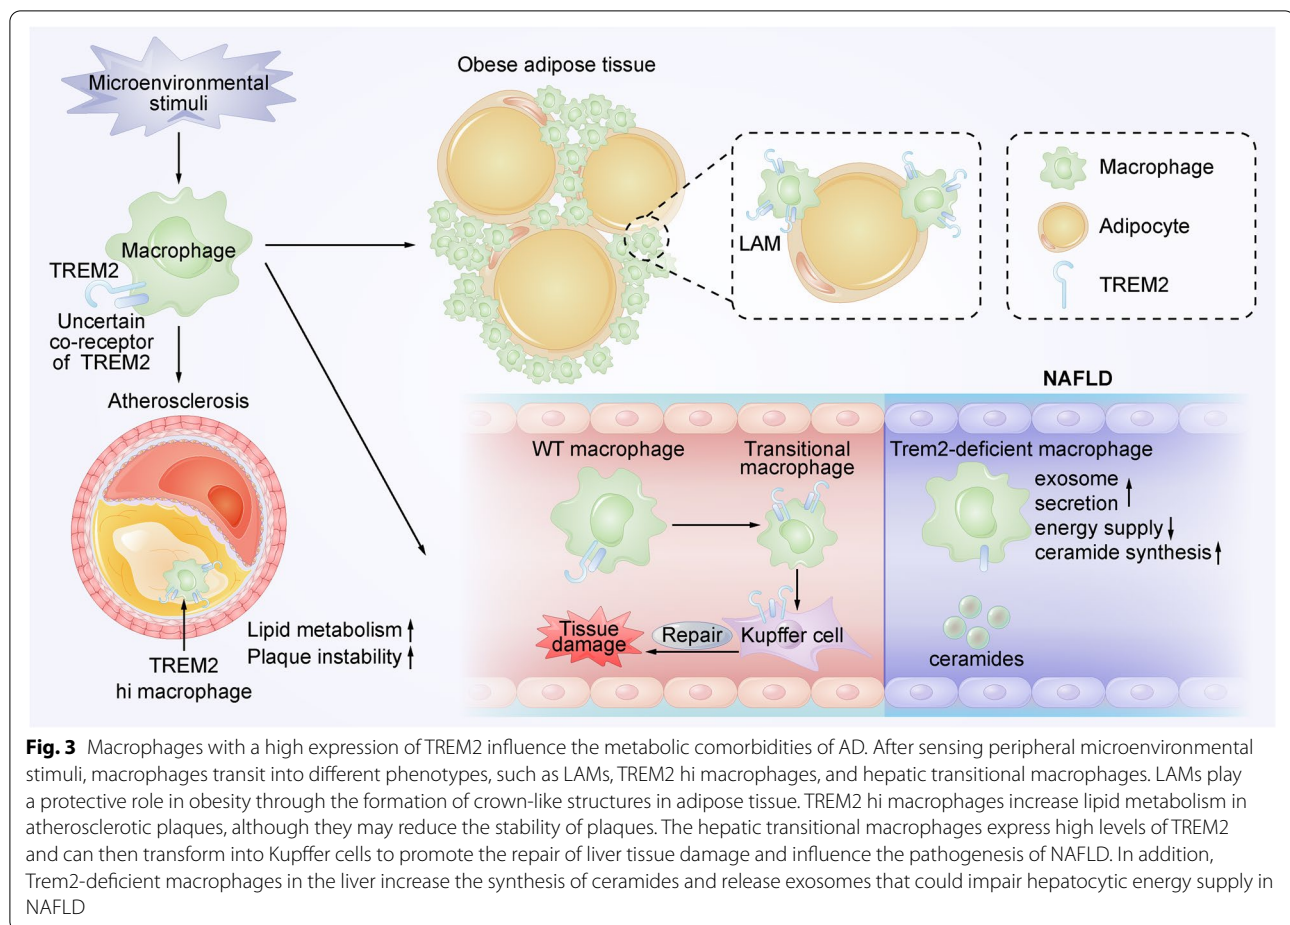 Microenvironmental
stimuli
Macrophage
TREM2
Uncertain
co-receptor
of TREM2
Atherosclerosis
TREM2
hi macrophage
Lipid metabolism
Plaque instability
Obese adipose tissue
LAM
Macrophage
Adipocyte
TREM2
NAFLD
WT macrophage
Transitional
macrophage
Tissue
damage
Repair
Kupffer cell
Trem2-deficient macrophage
exosome
secretion
energy supply
ceramide synthesis
ceramides
Fig. 3 Macrophages with a high expression of TREM2 influence the metabolic comorbidities of AD. After sensing peripheral microenvironmental
stimuli, macrophages transit into different phenotypes, such as LAMs, TREM2 hi macrophages, and hepatic transitional macrophages. LAMs play
a protective role in obesity through the formation of crown-like structures in adipose tissue. TREM2 hi macrophages increase lipid metabolism in
atherosclerotic plaques, although they may reduce the stability of plaques. The hepatic transitional macrophages express high levels of TREM2
and can then transform into Kupffer cells to promote the repair of liver tissue damage and influence the pathogenesis of NAFLD. In addition,
Trem2-deficient macrophages in the liver increase the synthesis of ceramides and release exosomes that could impair hepatocytic energy supply in
NAFLD